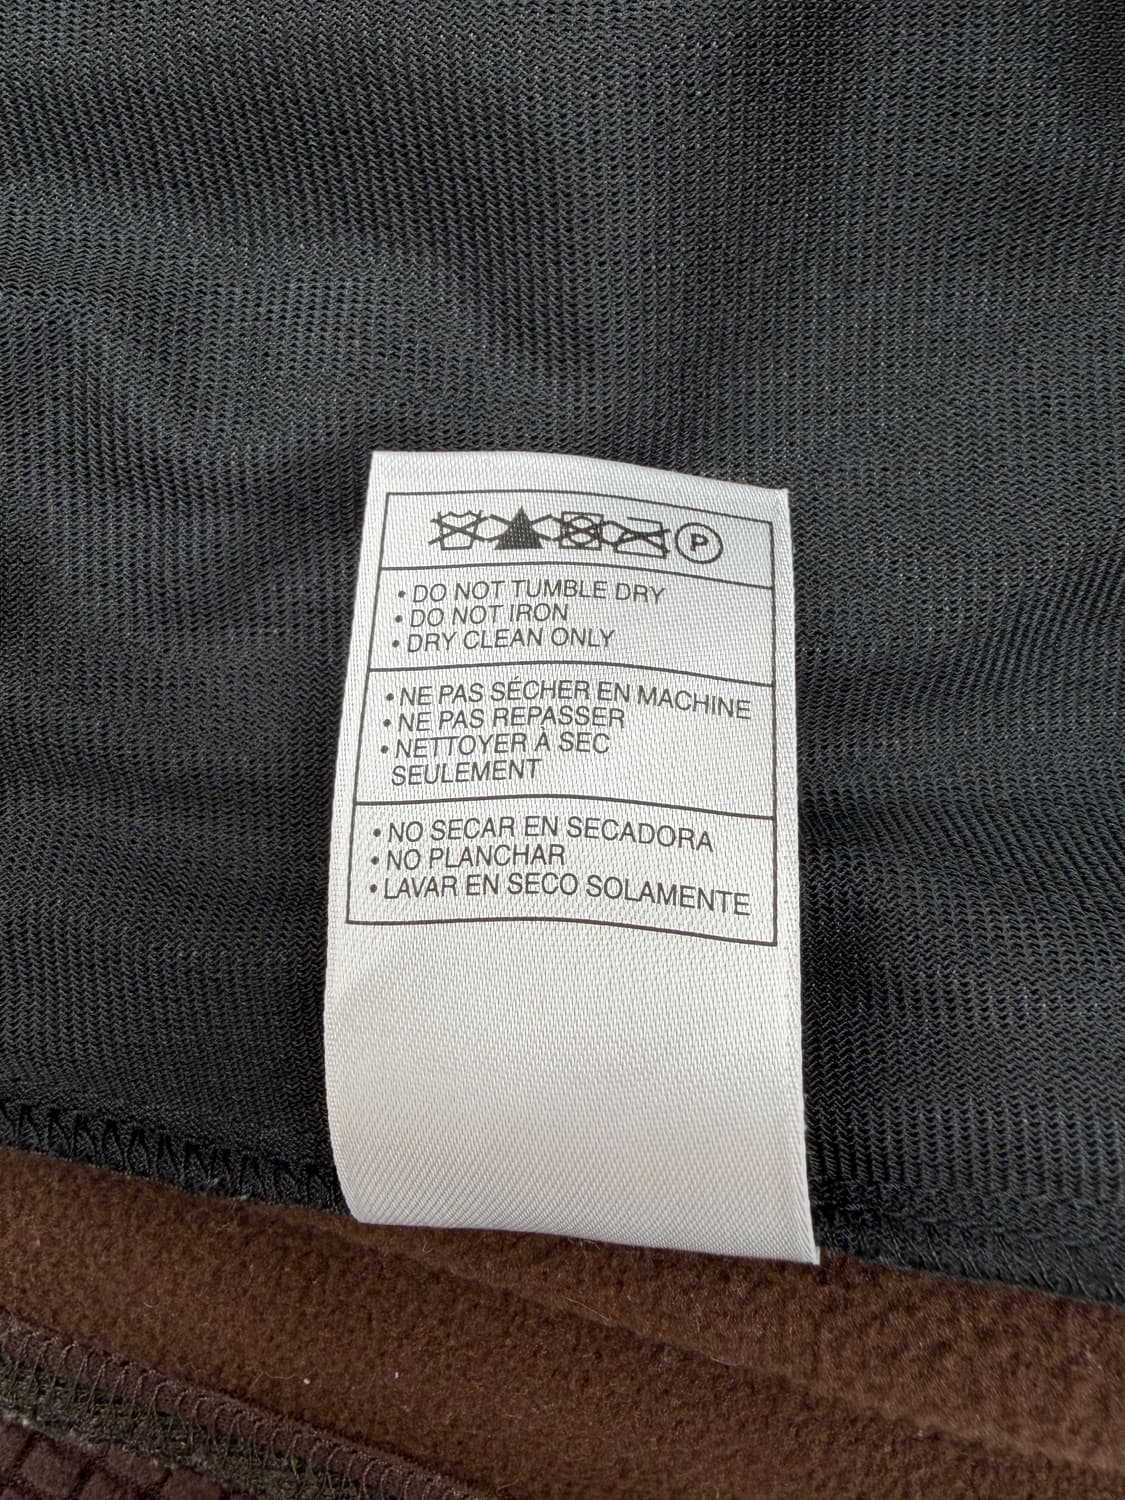 P
• DO NOT TUMBLE DRY
• DO NOT IRON
• DRY CLEAN ONLY
• NE PAS SÉCHER EN MACHINE
• NE PAS REPASSER
• NETTOYER À SEC
SEULEMENT
• NO SECAR EN SECADORA
• NO PLANCHAR
• LAVAR EN SECO SOLAMENTE